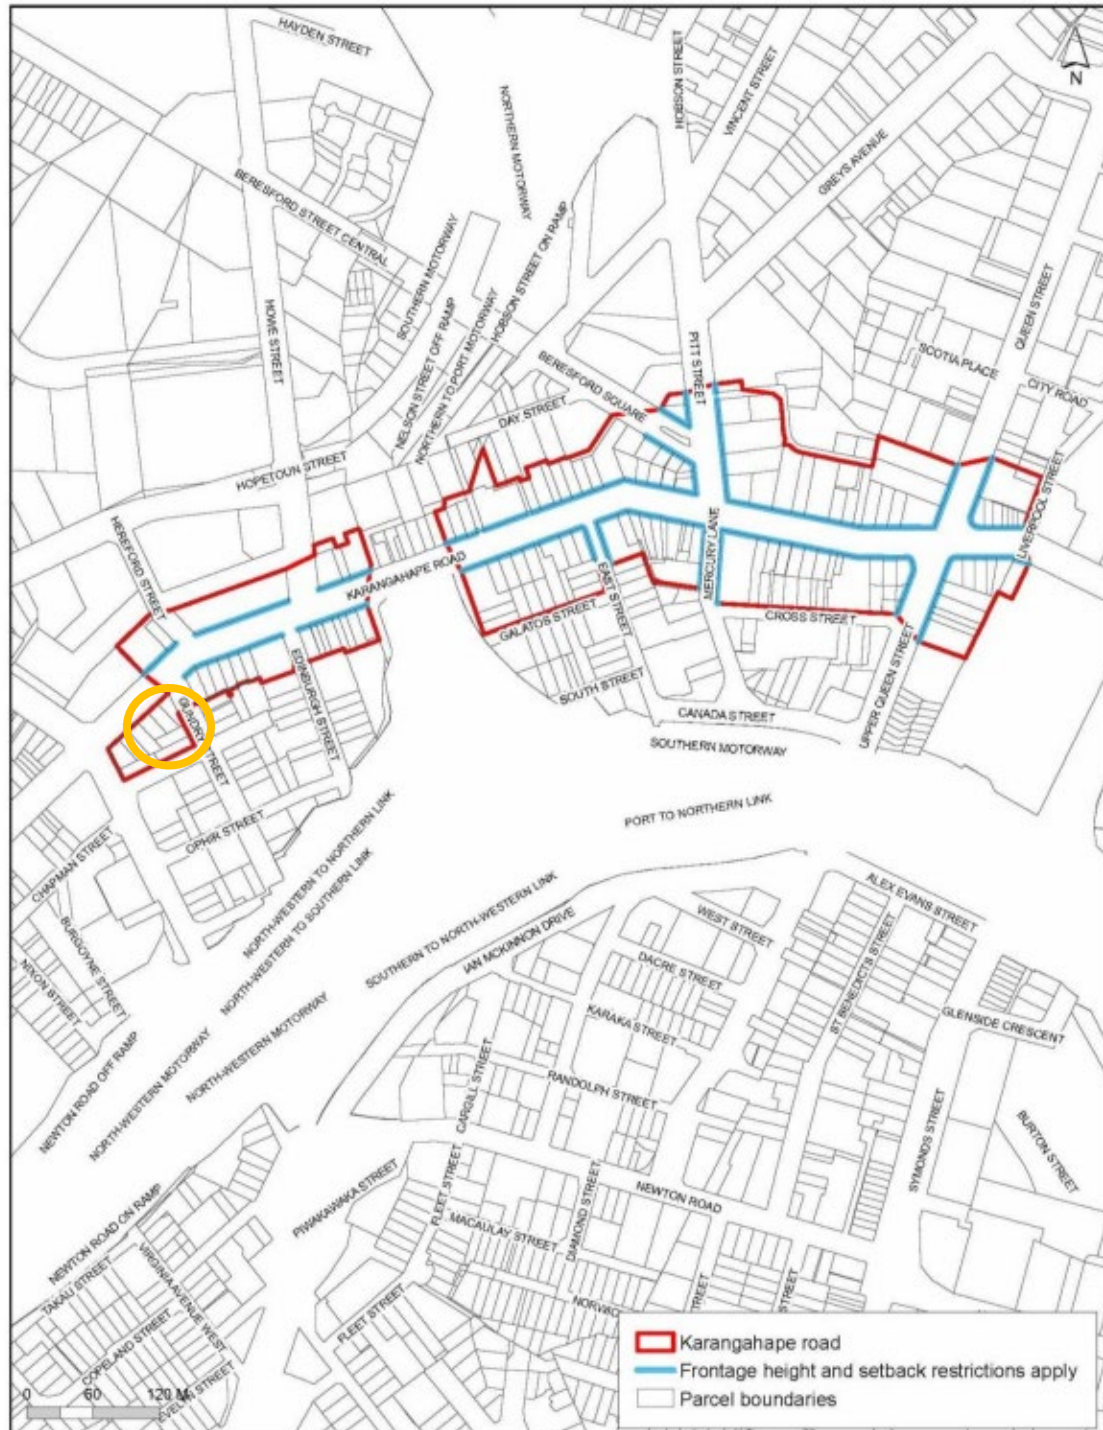 HAYDEN STREET
HOBSON STREET
VINCENT STREET
N
NORTHERN MOTORWAY
GREYS AVENUE
BERESFORD STREET CENTRAL
SOUTHERN MOTORWAY
HOBSON STREET ON RAMP
NELSON STREET OFF RAMP
NORTHERN TO PORT MOTORWAY
HOWE STREET
PITT STREET
QUEEN STREET
SCOTIA PLACE
CITY ROAD
BERESFORD SQUARE
DAY STREET
HOPETOUN STREET
HEREFORD STREET
KARANGAHAPE ROAD
LIVERPOOL STREET
MERCURY LANE
EAST STREET
GALATOS STREET
CROSS STREET
EDINBURGH STREET
GUNDRY STREET
SOUTH STREET
CANADA STREET
UPPER QUEEN STREET
SOUTHERN MOTORWAY
PORT TO NORTHERN LINK
OPHIR STREET
CHAPMAN STREET
NORTH-WESTERN TO NORTHERN LINK
NORTH-WESTERN TO SOUTHERN LINK
SOUTHERN TO NORTH-WESTERN LINK
IAN MCKINNON DRIVE
WEST STREET
ALEX EVANS STREET
BURGOYNE STREET
NIXON STREET
DACRE STREET
ST BENEDICTS STREET
KARAKA STREET
GLENSIDE CRESCENT
NEWTON ROAD OFF RAMP
NORTH-WESTERN MOTORWAY
NORTH-WESTERN MOTORWAY
CARGILL STREET
RANDOLPH STREET
SYMONDS STREET
BURTON STREET
NEWTON ROAD ON RAMP
PIWAKAWAKA STREET
FLEET STREET
DIAMOND STREET
NEWTON ROAD
MACAULAY STREET
TAKAU STREET
VIRGINIA AVENUE WEST
COPELAND STREET
FLEET STREET
STREET
STREET
EVELYN STREET
0 60 120 M
Karangahape road
Frontage height and setback restrictions apply
Parcel boundaries